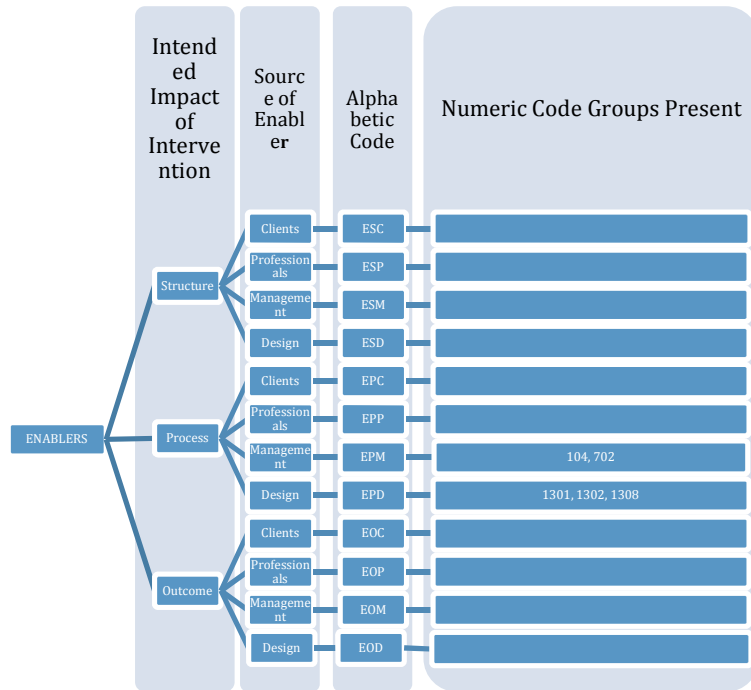 Intend
ed
Impact
of
Interve
ntion
Sourc
e of
Enabl
er
Alpha
betic
Code
Numeric Code Groups Present
ENABLERS
Structure
Clients
ESC
Profession
als
ESP
Manageme
nt
ESM
Design
ESD
Process
Clients
EPC
Profession
als
EPP
Manageme
nt
EPM
104, 702
Design
EPD
1301, 1302, 1308
Outcome
Clients
EOC
Profession
als
EOP
Manageme
nt
EOM
Design
EOD